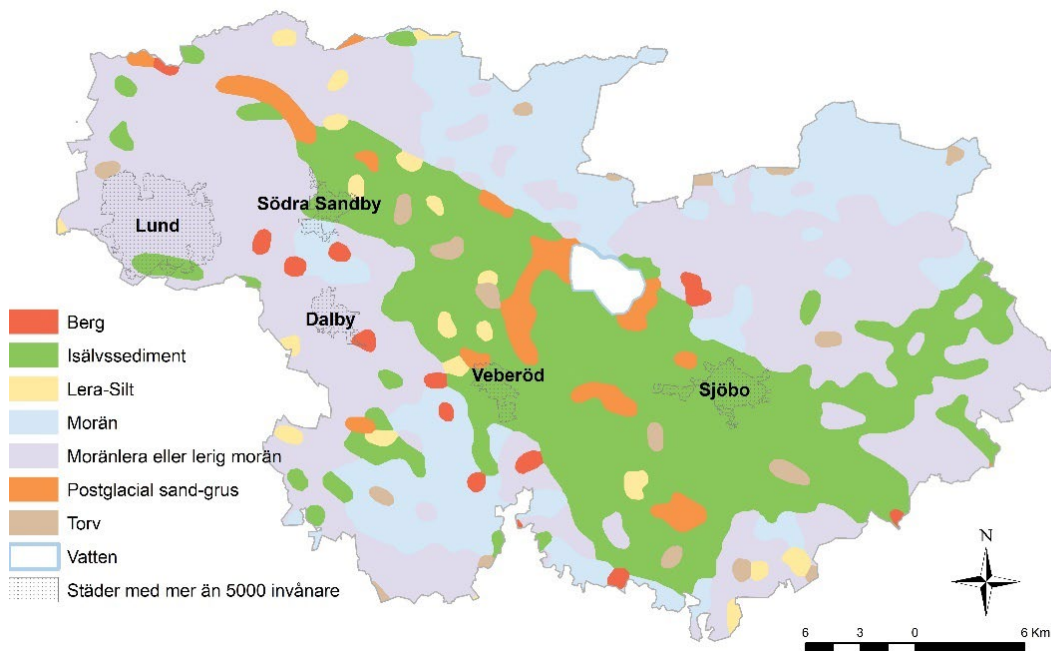 Lund
Södra Sandby
Dalby
Veberöd
Sjöbo
Berg
Isälvssediment
Lera-Silt
Morän
Moränlera eller lerig morän
Postglacial sand-grus
Torv
Vatten
Städer med mer än 5000 invånare
N
6 3 0 6 Km